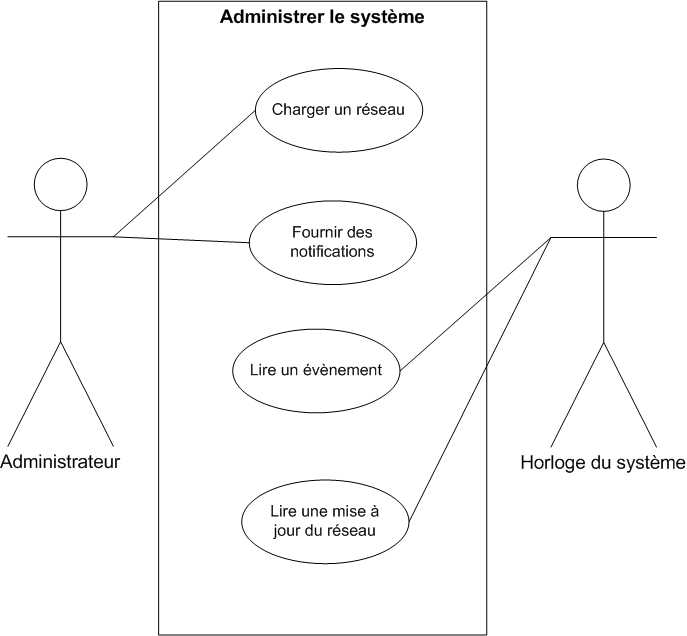 Administrer le système
Charger un réseau
Fournir des
notifications
Lire un évènement
Administrateur
Horloge du système
Lire une mise à
jour du réseau